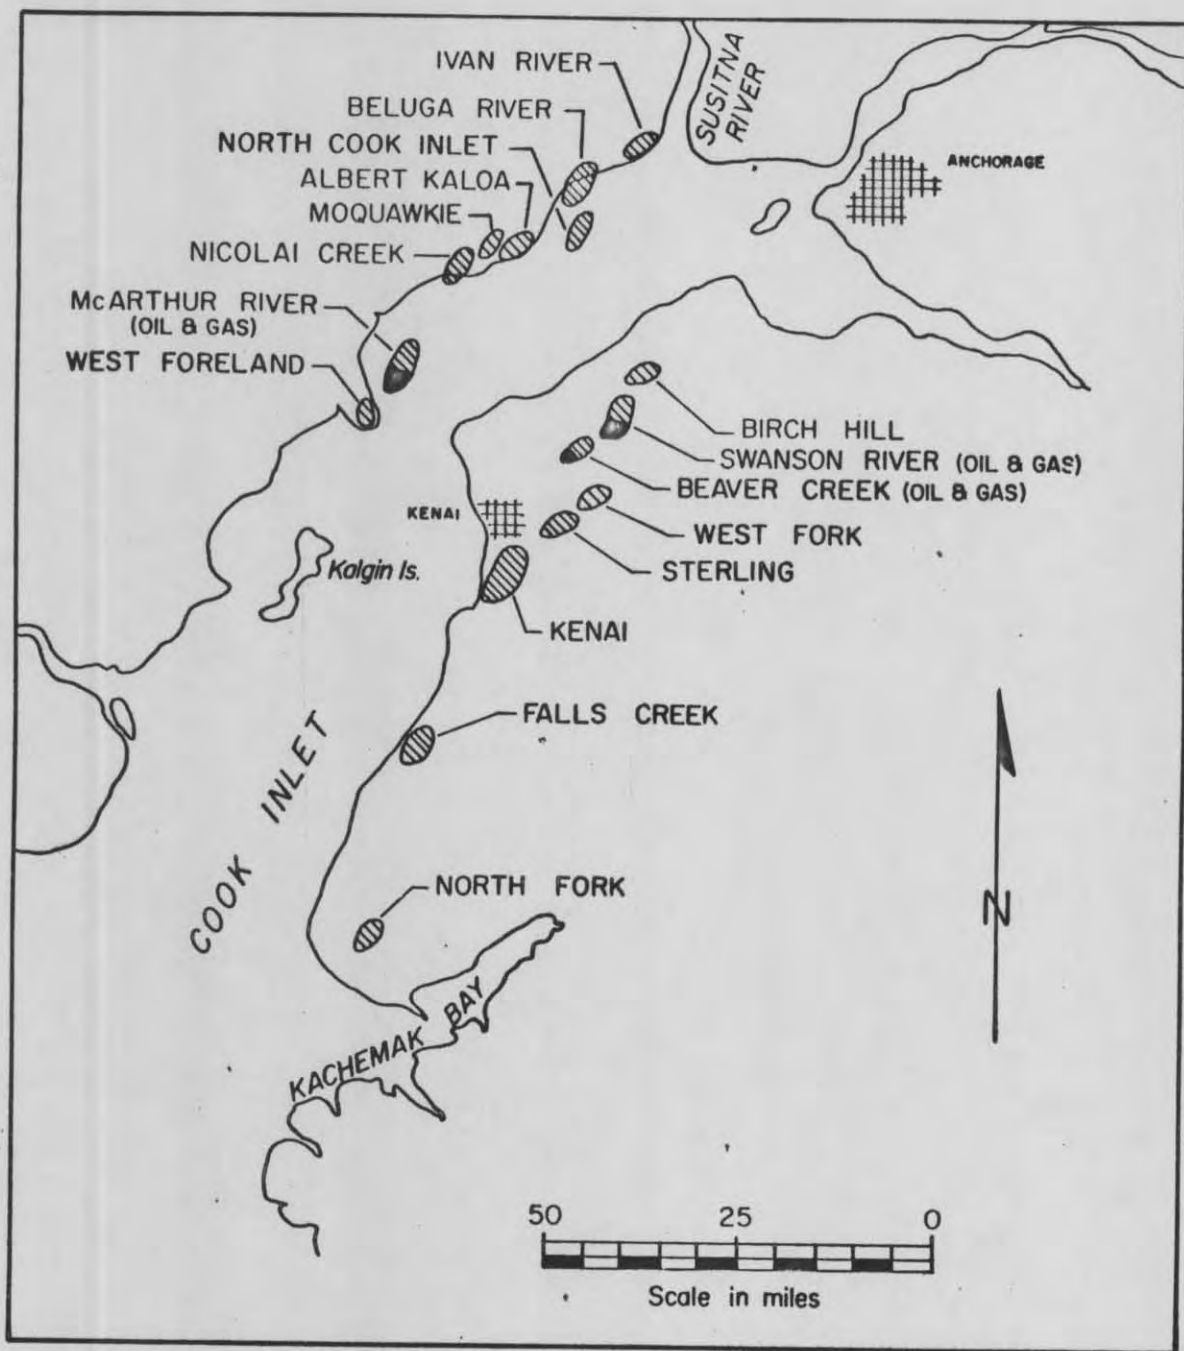 IVAN RIVER
SUSITNA
RIVER
BELUGA RIVER
NORTH COOK INLET
ANCHORAGE
ALBERT KALOA
MOQUAWKIE
NICOLAI CREEK
McARTHUR RIVER
(OIL & GAS)
WEST FORELAND
BIRCH HILL
SWANSON RIVER (OIL & GAS)
BEAVER CREEK (OIL & GAS)
KENAI
WEST FORK
Kalgin Is.
STERLING
KENAI
FALLS CREEK
COOK INLET
NORTH FORK
N
KACHEMAK BAY
50 25 0
Scale in miles